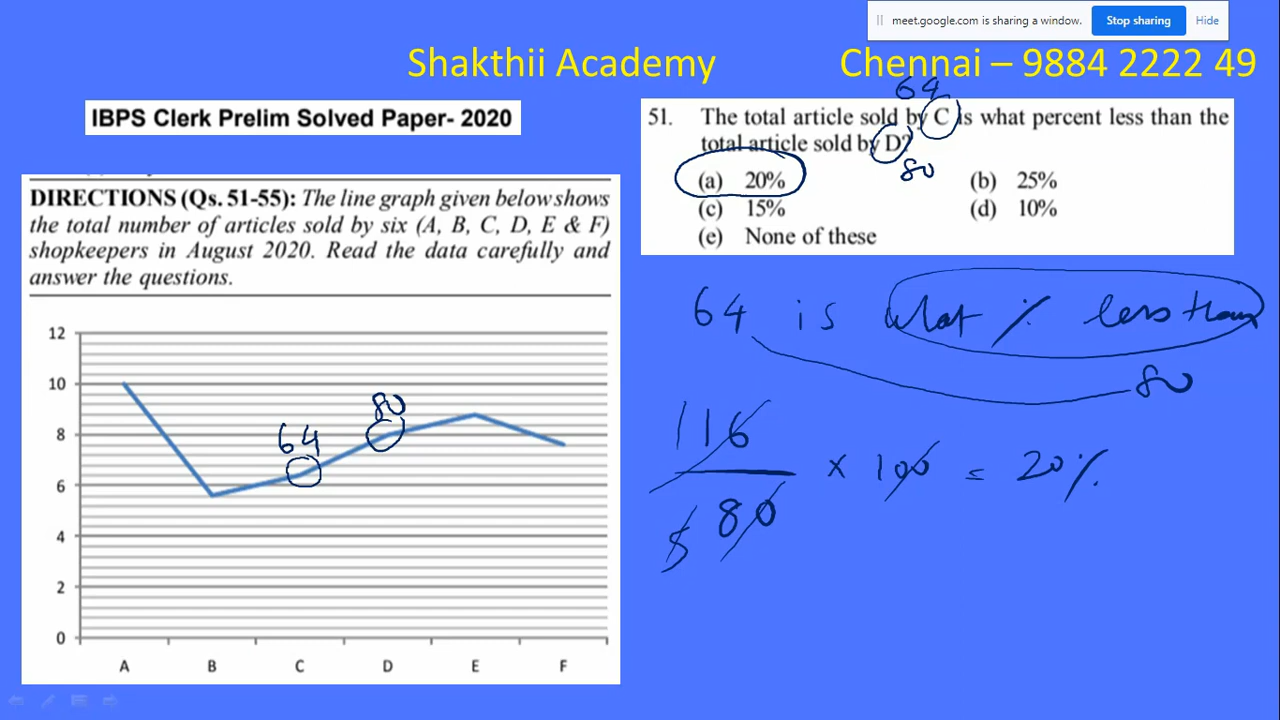 meet.google.com is sharing a window. Stop sharing Hide
Shakthii Academy Chennai – 9884 2222 49
IBPS Clerk Prelim Solved Paper- 2020
DIRECTIONS (Qs. 51-55): The line graph given below shows
the total number of articles sold by six (A, B, C, D, E & F)
shopkeepers in August 2020. Read the data carefully and
answer the questions.
12
10
8
6
4
2
0
A B C D E F
64
80
64
51. The total article sold by C is what percent less than the
total article sold by D?
80
(a) 20% (b) 25%
(c) 15% (d) 10%
(e) None of these
64 is what % less than
80
116
× 100 = 20%
5 80